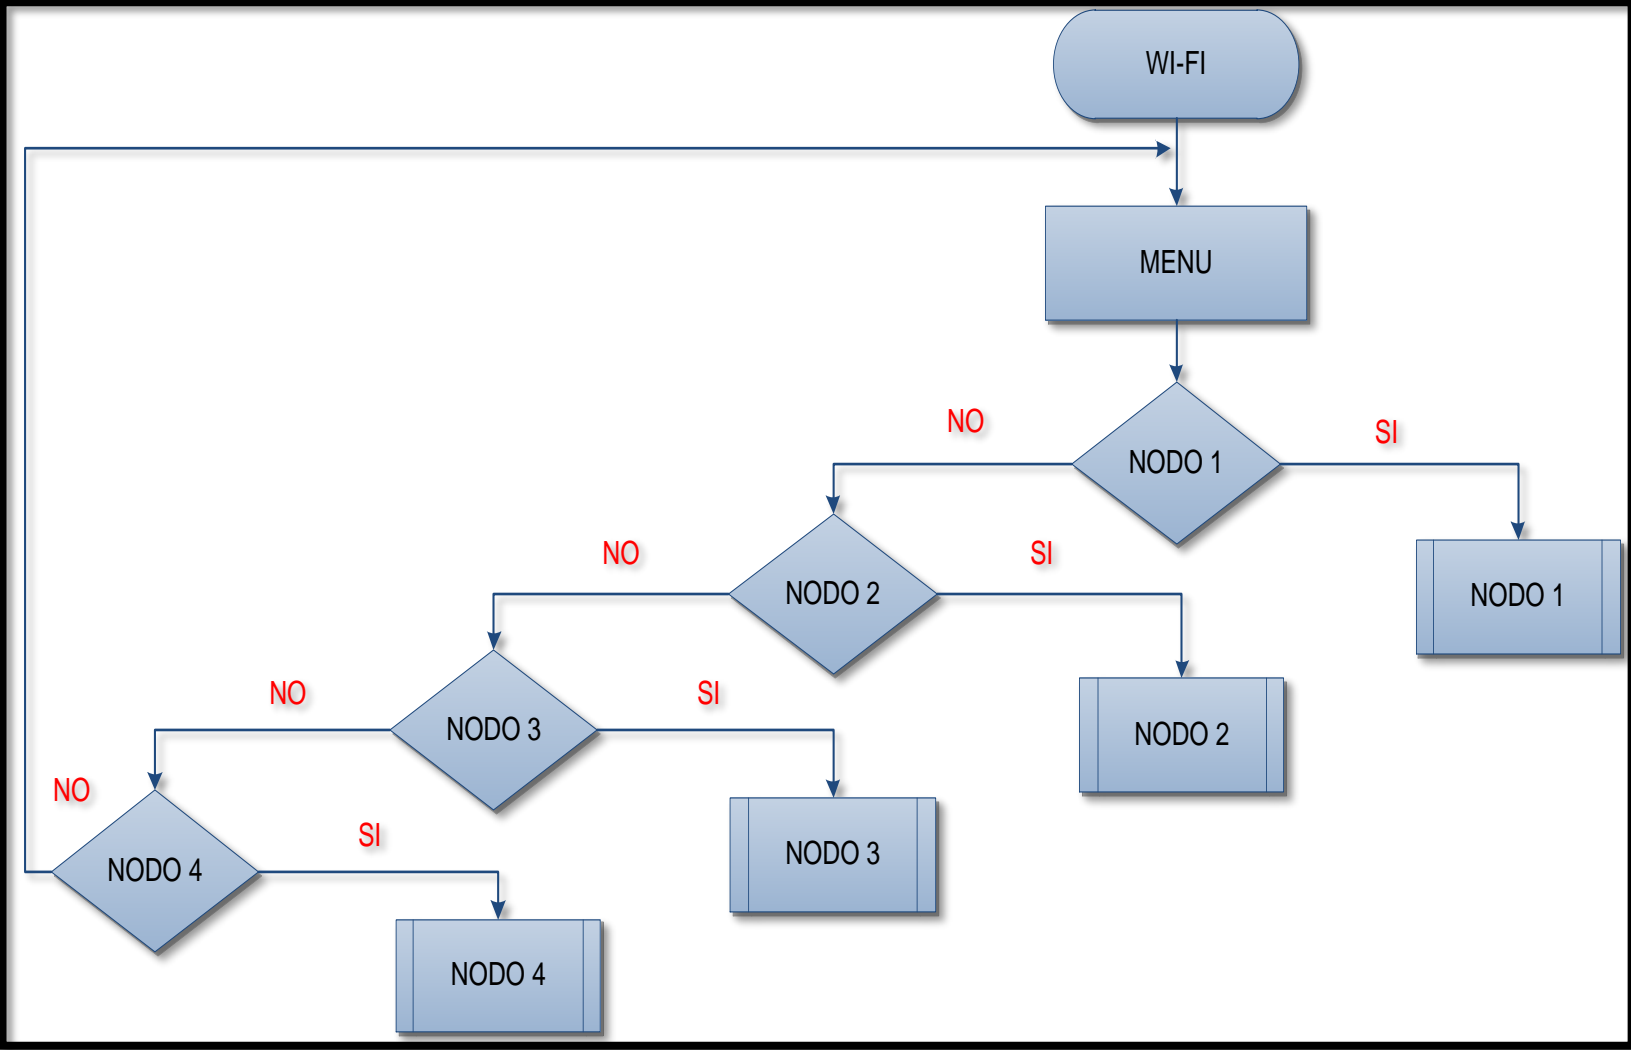 WI-FI
MENU
NO
SI
NODO 1
NO
SI
NODO 2
NODO 1
NO
SI
NODO 3
NODO 2
NO
SI
NODO 4
NODO 3
NODO 4